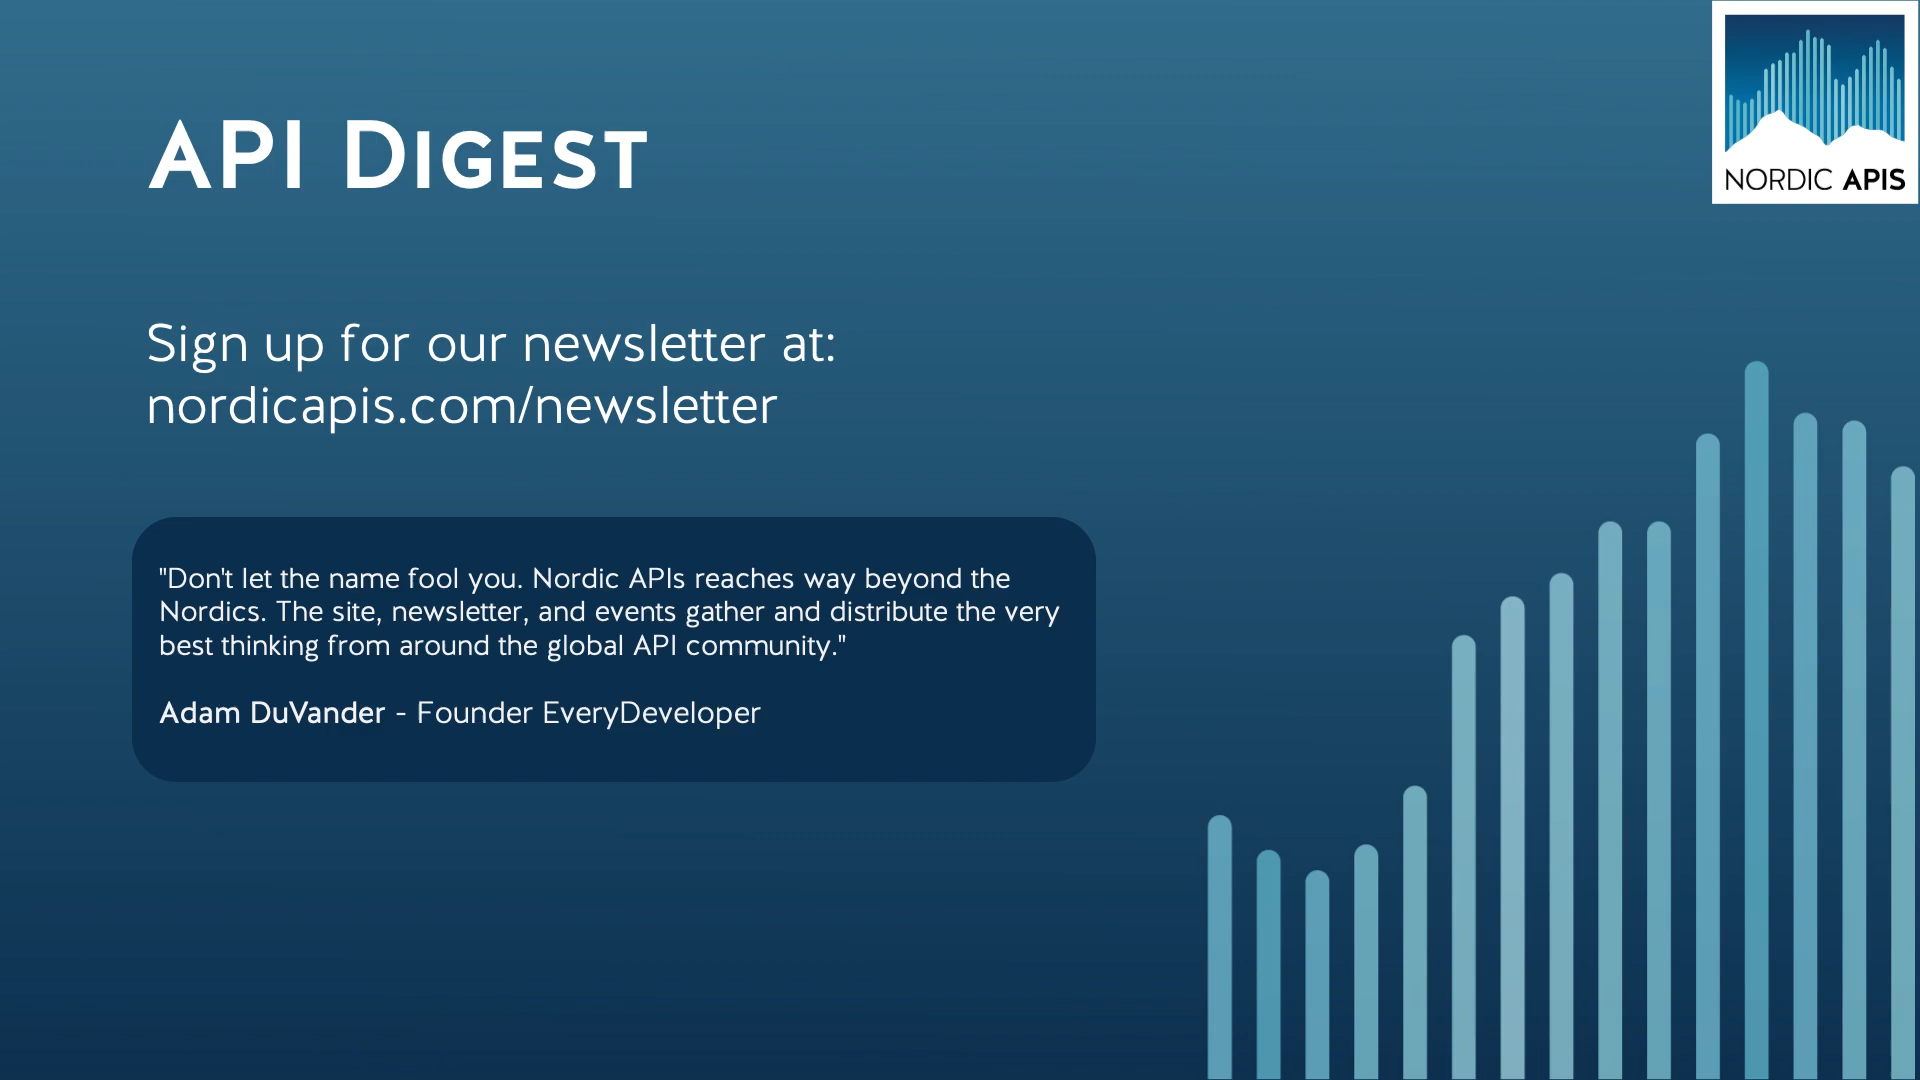 API DIGEST
NORDIC APIS
Sign up for our newsletter at:
nordicapis.com/newsletter
"Don't let the name fool you. Nordic APIs reaches way beyond the
Nordics. The site, newsletter, and events gather and distribute the very
best thinking from around the global API community."
Adam DuVander - Founder EveryDeveloper